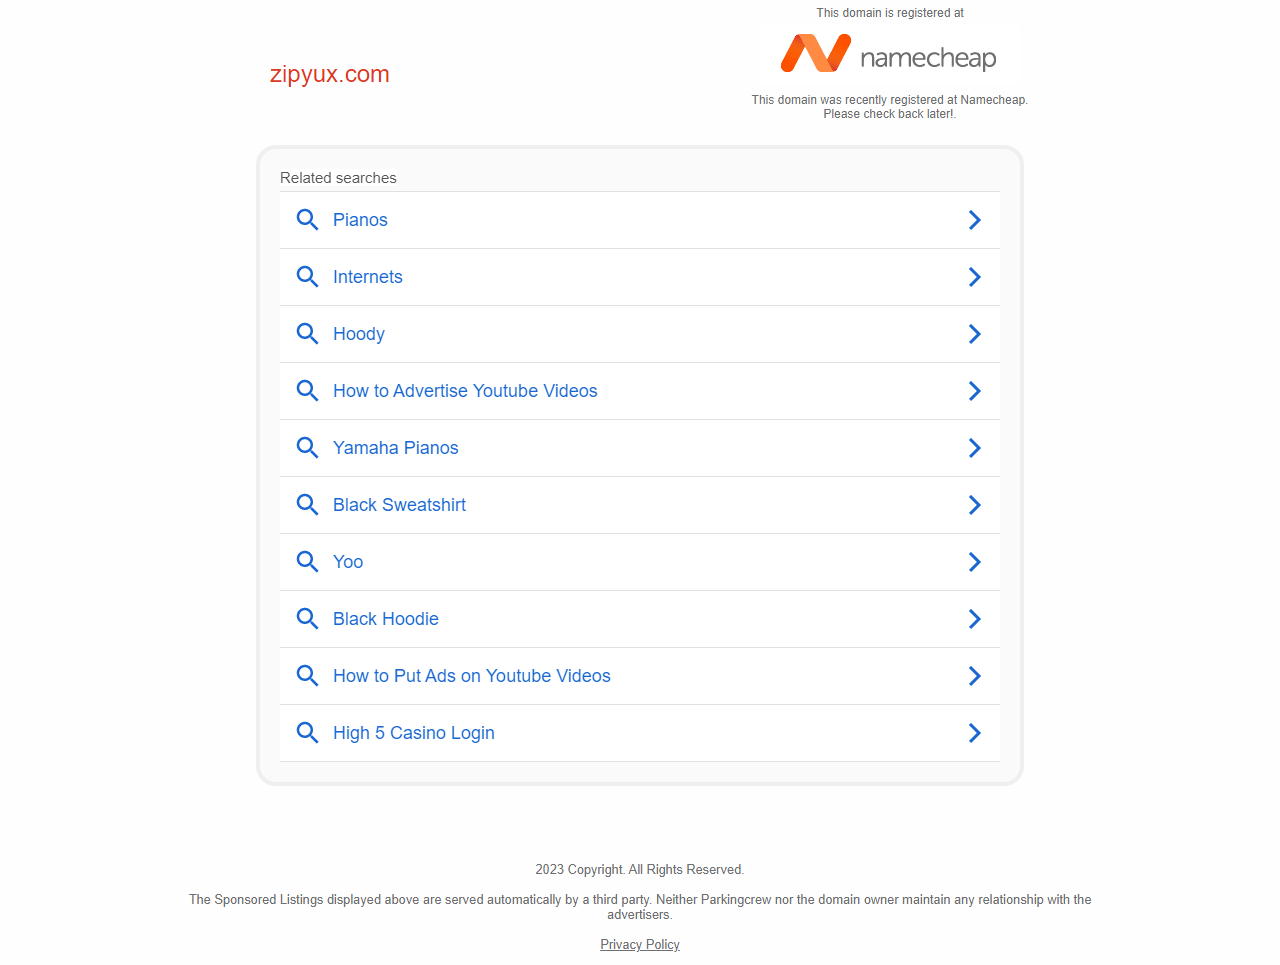 This domain is registered at
namecheap
zipyux.com
This domain was recently registered at Namecheap.
Please check back later!.
Related searches
Pianos
Internets
Hoody
How to Advertise Youtube Videos
Yamaha Pianos
Black Sweatshirt
Yoo
Black Hoodie
How to Put Ads on Youtube Videos
High 5 Casino Login
2023 Copyright. All Rights Reserved.
The Sponsored Listings displayed above are served automatically by a third party. Neither Parkingcrew nor the domain owner maintain any relationship with the
advertisers.
Privacy Policy